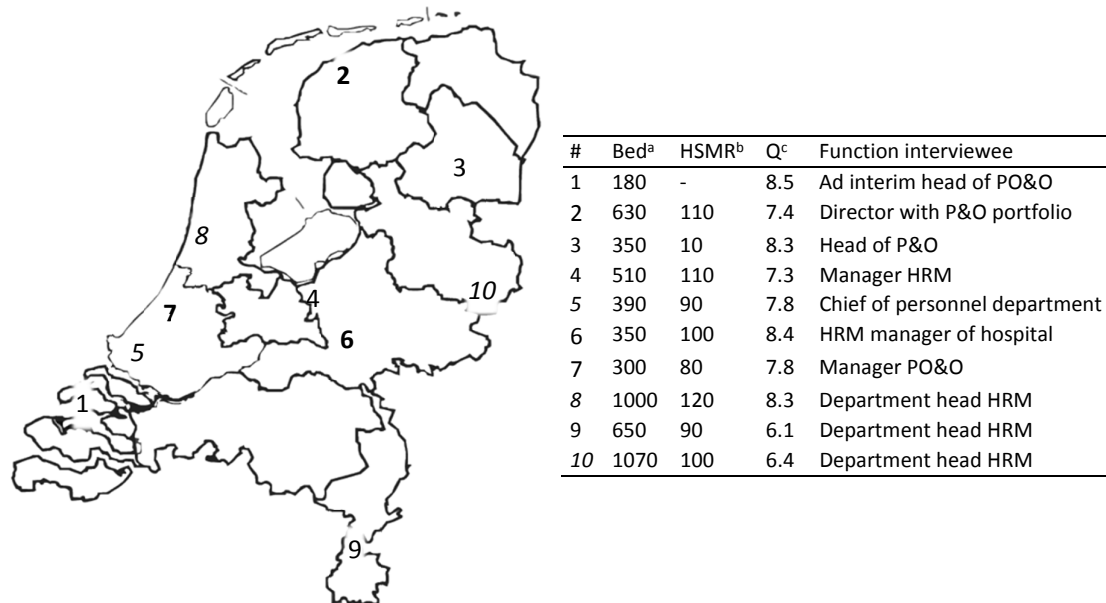 2
3
8
10
4
7
6
5
1
9
# Bedᵃ HSMRᵇ Qᶜ Function interviewee
1 180 - 8.5 Ad interim head of PO&O
2 630 110 7.4 Director with P&O portfolio
3 350 10 8.3 Head of P&O
4 510 110 7.3 Manager HRM
5 390 90 7.8 Chief of personnel department
6 350 100 8.4 HRM manager of hospital
7 300 80 7.8 Manager PO&O
8 1000 120 8.3 Department head HRM
9 650 90 6.1 Department head HRM
10 1070 100 6.4 Department head HRM